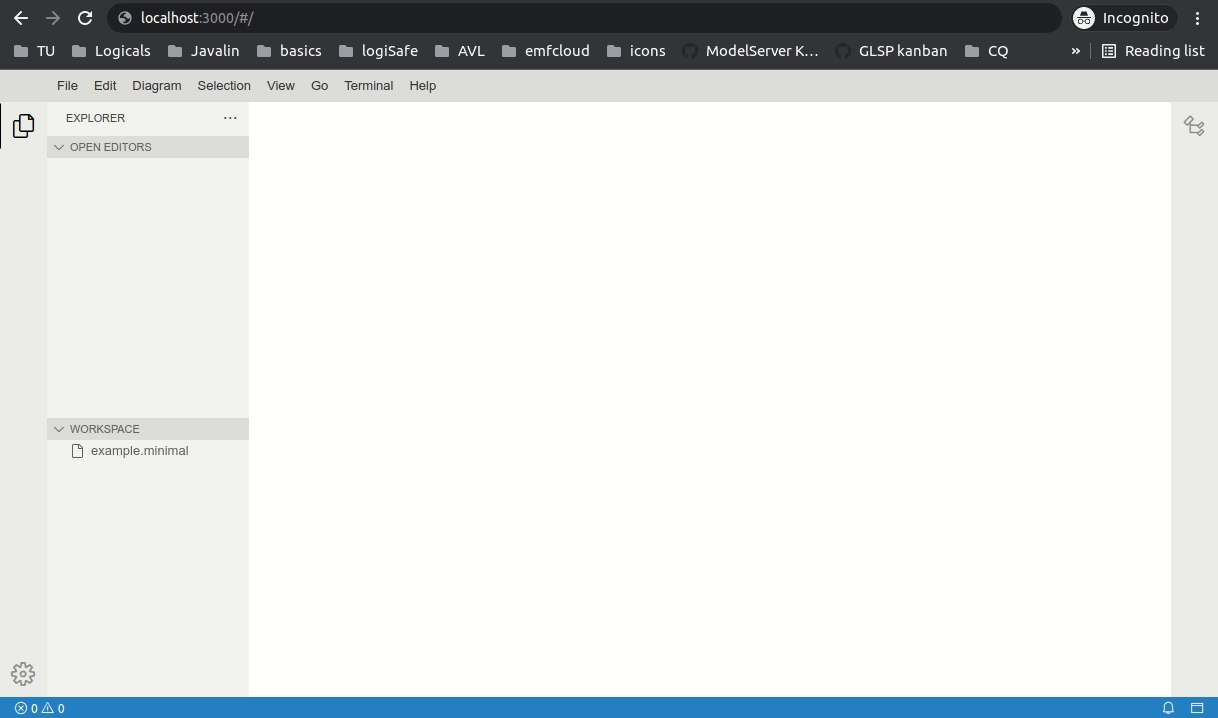 localhost:3000/#/ Incognito
TU Logicals Javalin basics logiSafe AVL emfcloud icons ModelServer K... GLSP kanban CQ » Reading list
File Edit Diagram Selection View Go Terminal Help
EXPLORER ...
OPEN EDITORS
WORKSPACE
example.minimal
0 0